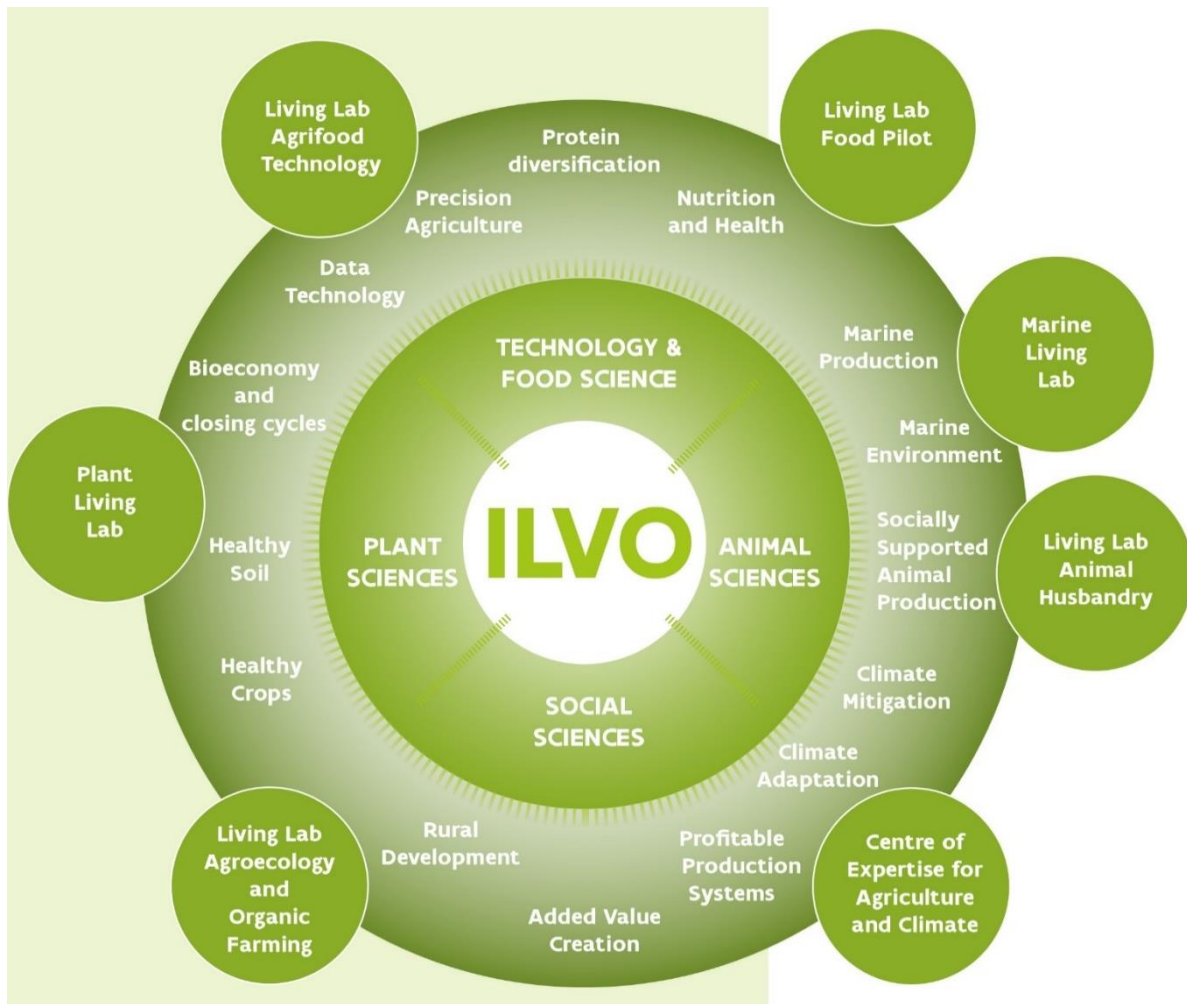 Living Lab
Agrifood
Technology
Living Lab
Food Pilot
Protein
diversification
Precision
Agriculture
Nutrition
and Health
Data
Technology
Marine
Production
Marine
Living
Lab
Bioeconomy
and
closing cycles
Marine
Environment
Plant
Living
Lab
TECHNOLOGY &
FOOD SCIENCE
PLANT
SCIENCES
ILVO
ANIMAL
SCIENCES
SOCIAL
SCIENCES
Healthy
Soil
Socially
Supported
Animal
Production
Living Lab
Animal
Husbandry
Healthy
Crops
Climate
Mitigation
Climate
Adaptation
Living Lab
Agroecology
and
Organic
Farming
Rural
Development
Added Value
Creation
Profitable
Production
Systems
Centre of
Expertise for
Agriculture
and Climate